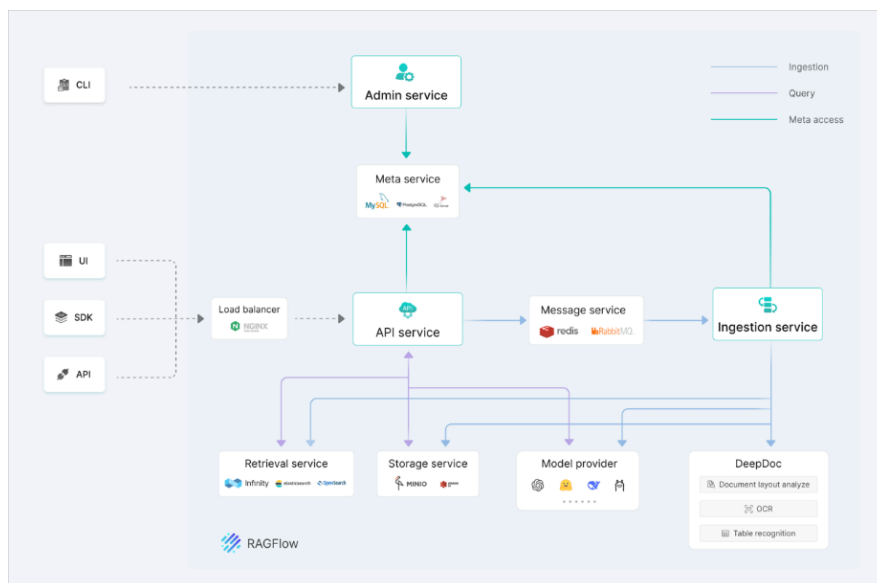 CLI
Admin service
Ingestion
Query
Meta access
Meta service
MySQL
PostgreSQL
UI
SDK
API
Load balancer
NGINX
API
API service
Message service
redis
RabbitMQ
Ingestion service
Retrieval service
Infinity
elasticsearch
OpenSearch
Storage service
MINIO
Model provider
......
DeepDoc
Document layout analyze
OCR
Table recognition
RAGFlow